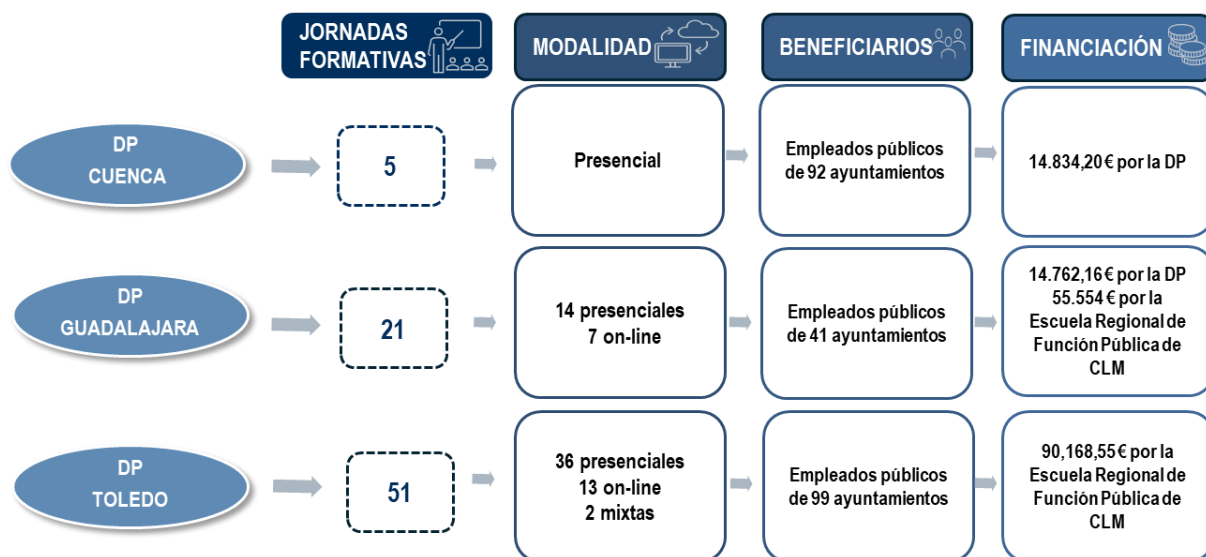 JORNADAS
FORMATIVAS
MODALIDAD
BENEFICIARIOS
FINANCIACIÓN
DP
CUENCA
5
Presencial
Empleados públicos
de 92 ayuntamientos
14.834,20€ por la DP
DP
GUADALAJARA
21
14 presenciales
7 on-line
Empleados públicos
de 41 ayuntamientos
14.762,16€ por la DP
55.554€ por la
Escuela Regional de
Función Pública de
CLM
DP
TOLEDO
51
36 presenciales
13 on-line
2 mixtas
Empleados públicos
de 99 ayuntamientos
90,168,55€ por la
Escuela Regional de
Función Pública de
CLM